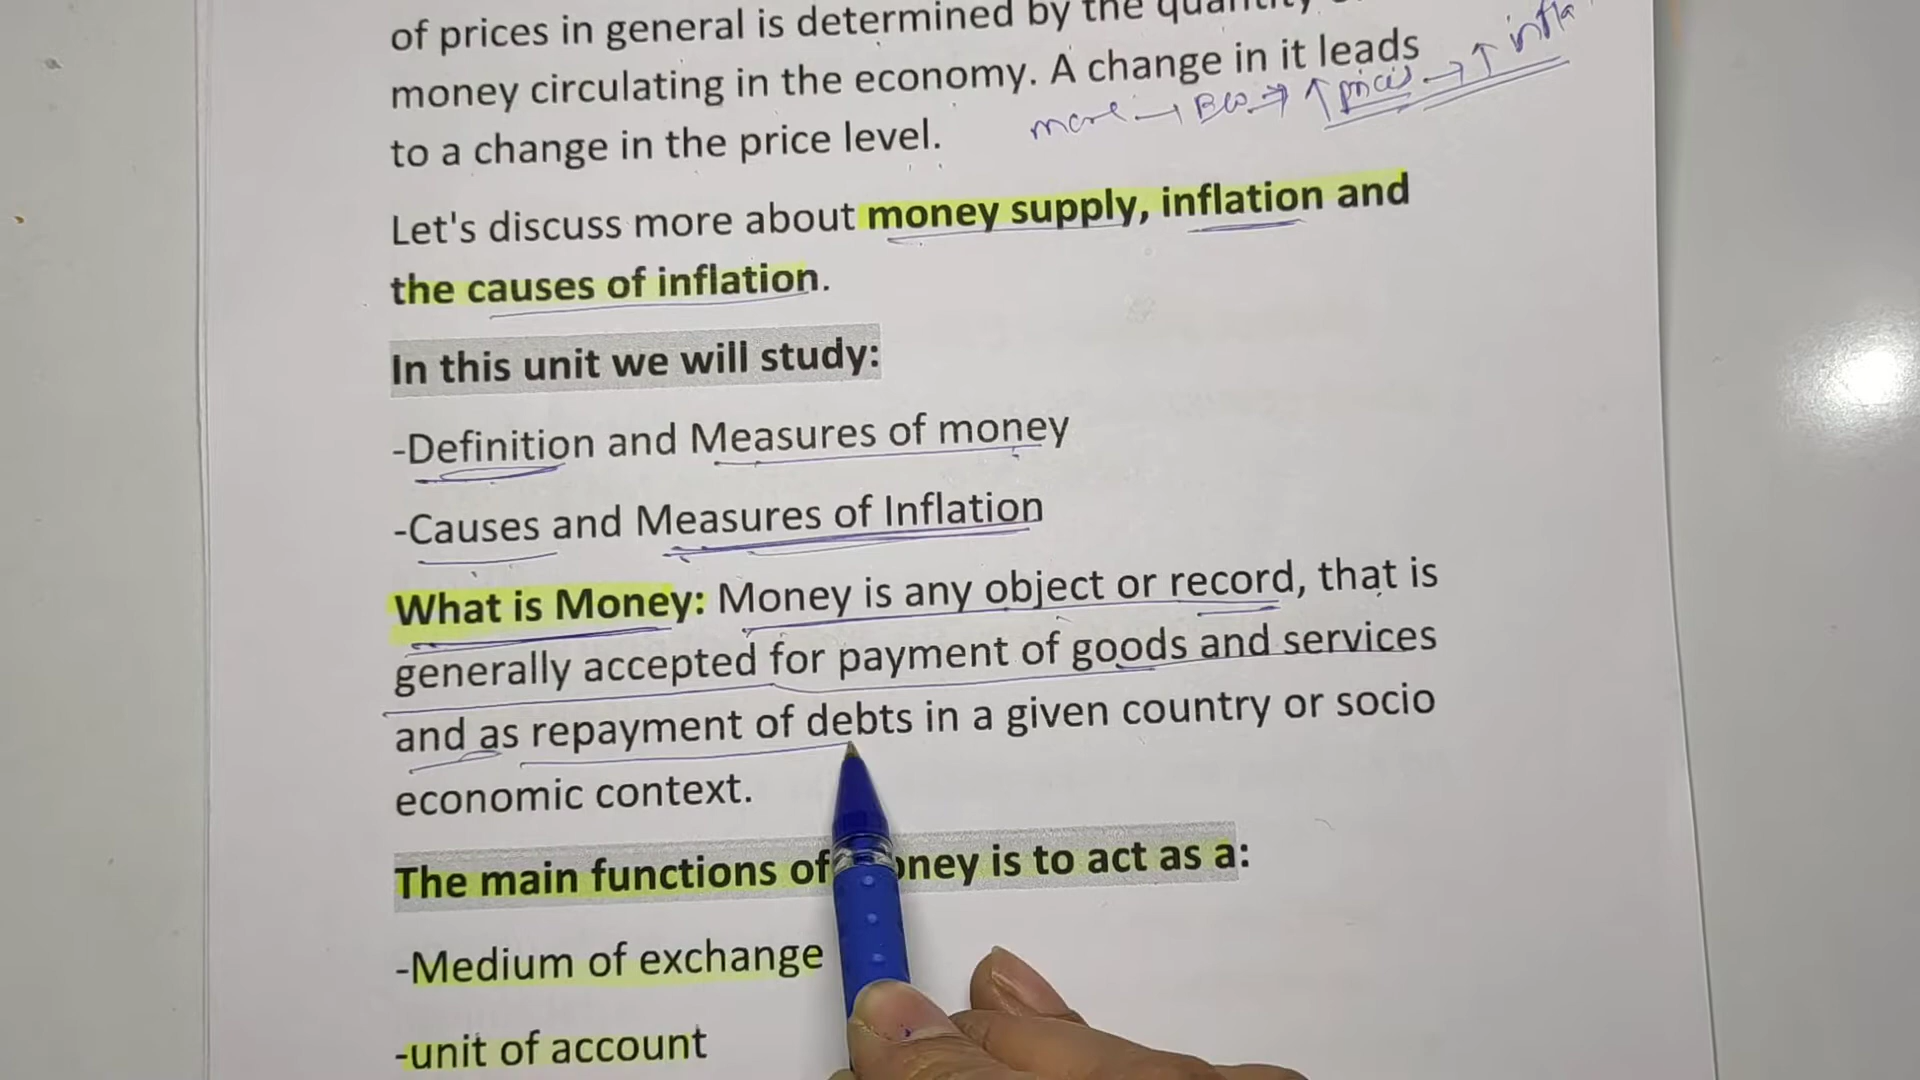 of prices in general is determined by the quantity
money circulating in the economy. A change in it leads
to a change in the price level.
more → → ↑ prices → ↑ infla
Let's discuss more about money supply, inflation and
the causes of inflation.
In this unit we will study:
-Definition and Measures of money
-Causes and Measures of Inflation
What is Money: Money is any object or record, that is
generally accepted for payment of goods and services
and as repayment of debts in a given country or socio
economic context.
The main functions of money is to act as a:
-Medium of exchange
-unit of account